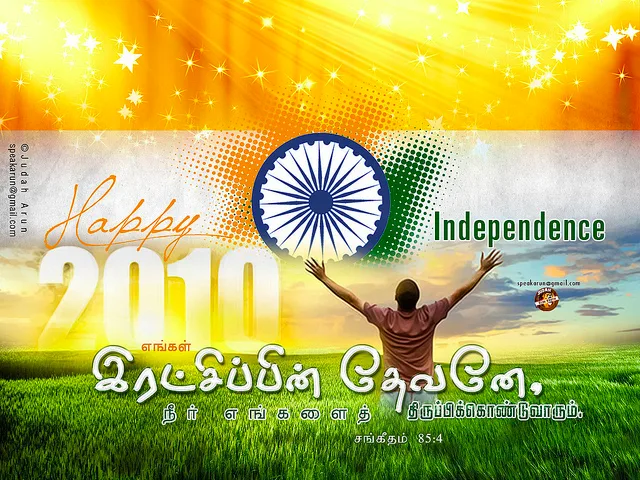 ©Judah Arun
speakarun@gmail.com
Happy
2010
Independence
speakarun@gmail.com
எங்கள்
இரட்சிப்பின் தேவனே,
நீர் எங்களைத் திருப்பிக்கொண்டுவாரும்.
சங்கீதம் 85:4